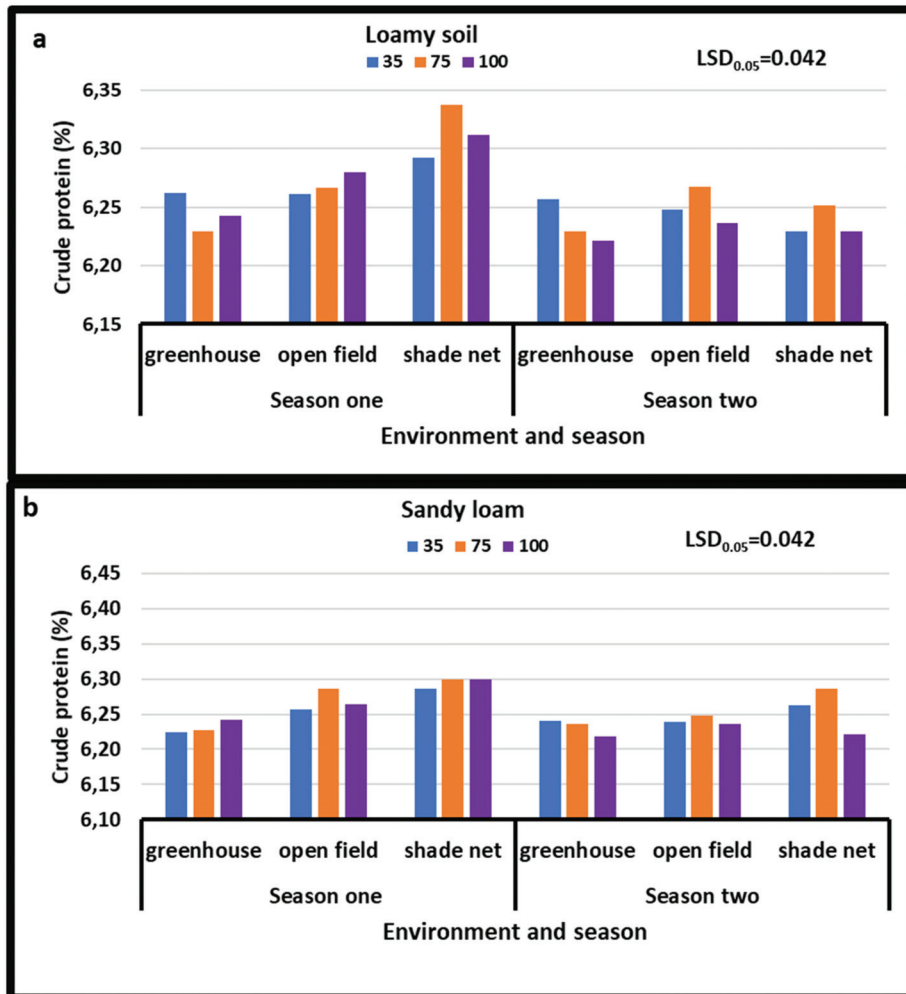 a
Loamy soil
35 75 100
LSD0.05=0.042
Crude protein (%)
6,35
6,30
6,25
6,20
6,15
greenhouse open field shade net greenhouse open field shade net
Season one Season two
Environment and season
b
Sandy loam
35 75 100
LSD0.05=0.042
Crude protein (%)
6,45
6,40
6,35
6,30
6,25
6,20
6,15
6,10
greenhouse open field shade net greenhouse open field shade net
Season one Season two
Environment and season